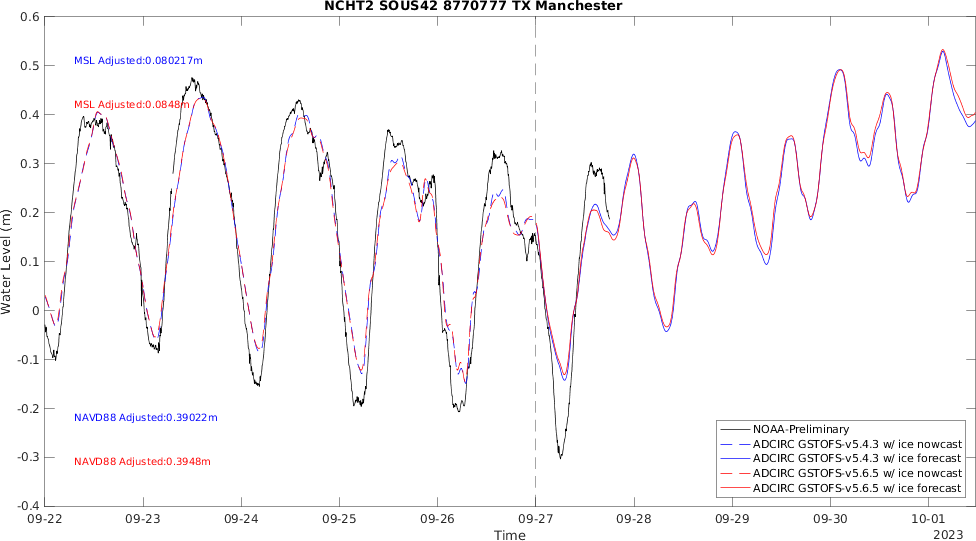 NCHT2 SOUS42 8770777 TX Manchester
0.6
0.5
0.4
0.3
0.2
0.1
0
-0.1
-0.2
-0.3
-0.4
Water Level (m)
MSL Adjusted:0.080217m
MSL Adjusted:0.0848m
NAVD88 Adjusted:0.39022m
NAVD88 Adjusted:0.3948m
NOAA-Preliminary
ADCIRC GSTOFS-v5.4.3 w/ ice nowcast
ADCIRC GSTOFS-v5.4.3 w/ ice forecast
ADCIRC GSTOFS-v5.6.5 w/ ice nowcast
ADCIRC GSTOFS-v5.6.5 w/ ice forecast
09-22 09-23 09-24 09-25 09-26 09-27 09-28 09-29 09-30 10-01
Time
2023